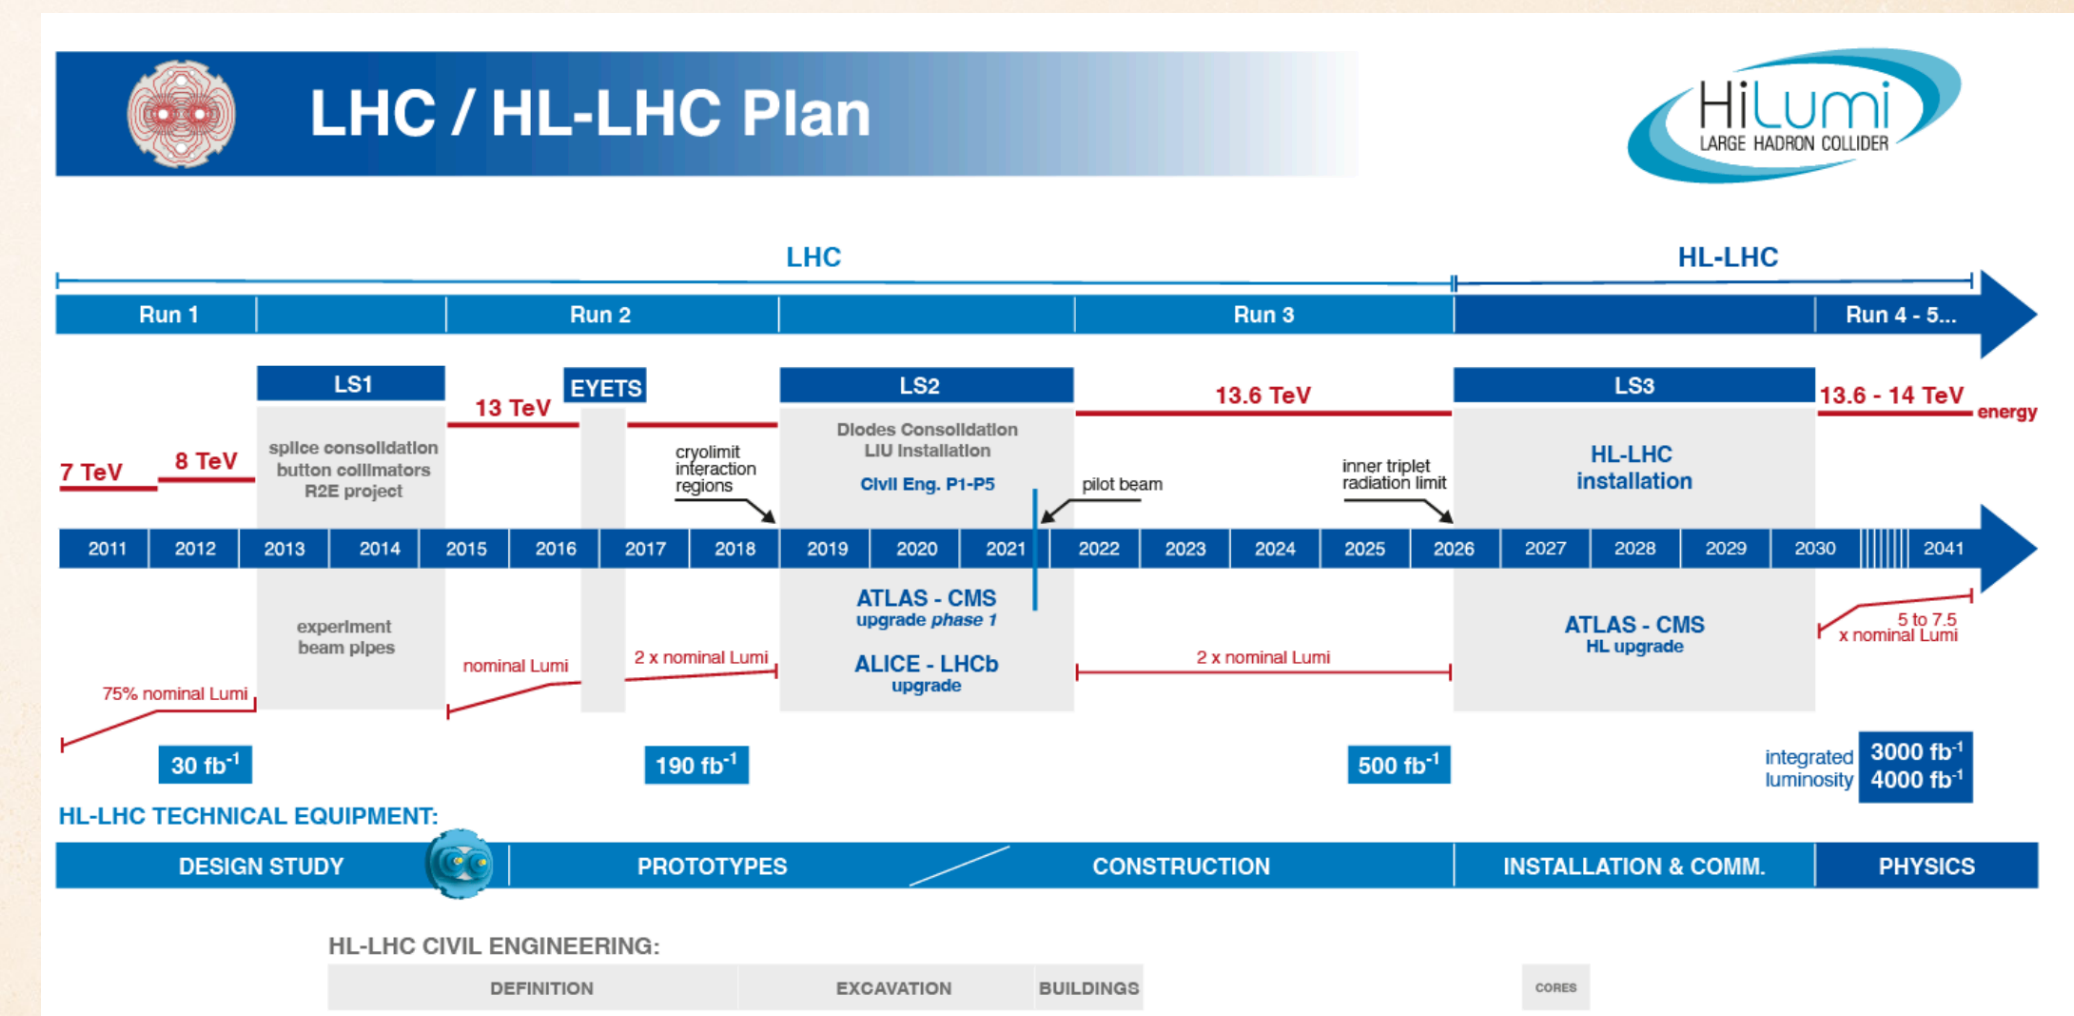 LHC / HL-LHC Plan
HiLumi
LARGE HADRON COLLIDER
LHC
HL-LHC
Run 1
Run 2
Run 3
Run 4 - 5...
LS1
EYETS
LS2
LS3
7 TeV
8 TeV
13 TeV
13.6 TeV
13.6 - 14 TeV
energy
splice consolidation
button collimators
R2E project
cryolimit
interaction
regions
Diodes Consolidation
LIU Installation
Civil Eng. P1-P5
pilot beam
inner triplet
radiation limit
HL-LHC
installation
2011 2012 2013 2014 2015 2016 2017 2018 2019 2020 2021 2022 2023 2024 2025 2026 2027 2028 2029 2030 2041
experiment
beam pipes
ATLAS - CMS
upgrade phase 1
ALICE - LHCb
upgrade
ATLAS - CMS
HL upgrade
75% nominal Lumi
nominal Lumi
2 x nominal Lumi
2 x nominal Lumi
5 to 7.5
x nominal Lumi
30 fb⁻¹
190 fb⁻¹
500 fb⁻¹
integrated
luminosity
3000 fb⁻¹
4000 fb⁻¹
HL-LHC TECHNICAL EQUIPMENT:
DESIGN STUDY
PROTOTYPES
CONSTRUCTION
INSTALLATION & COMM.
PHYSICS
HL-LHC CIVIL ENGINEERING:
DEFINITION
EXCAVATION
BUILDINGS
CORES